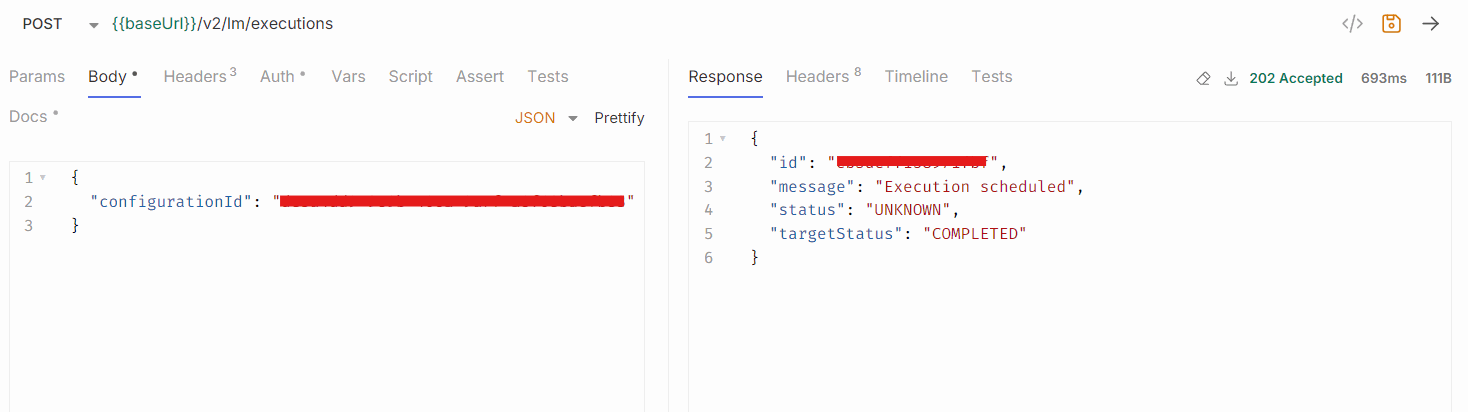 POST {{baseUrl}}/v2/lm/executions
Params Body Headers 3 Auth Vars Script Assert Tests
Docs JSON Prettify
1 {
2 "configurationId": ""
3 }
Response Headers 8 Timeline Tests 202 Accepted 693ms 111B
1 {
2 "id": "",
3 "message": "Execution scheduled",
4 "status": "UNKNOWN",
5 "targetStatus": "COMPLETED"
6 }